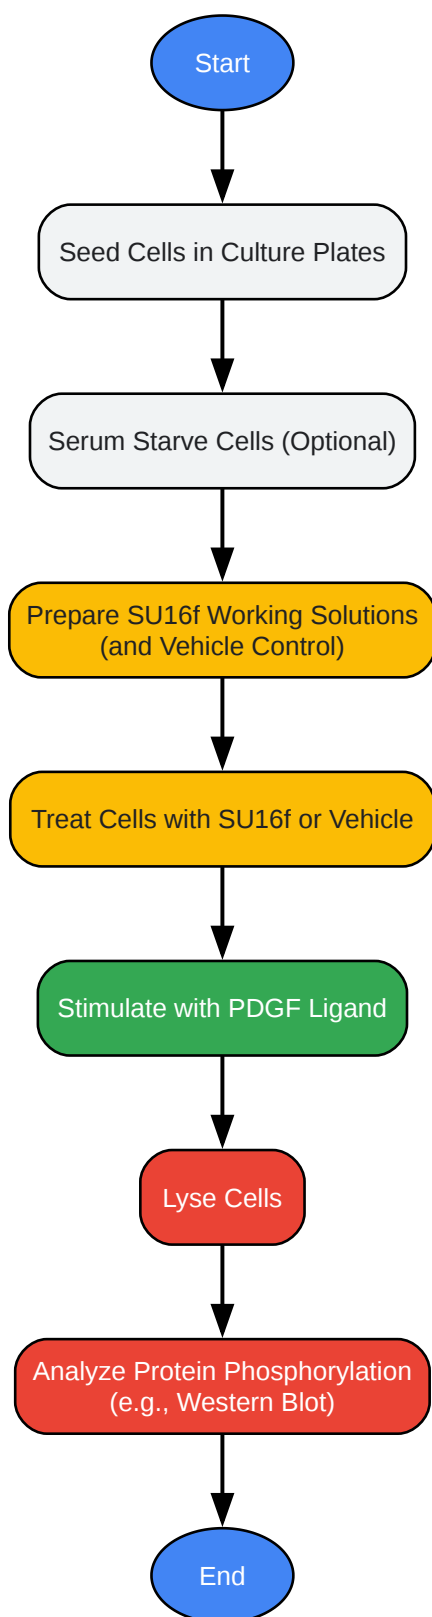 Start
Seed Cells in Culture Plates
Serum Starve Cells (Optional)
Prepare SU16f Working Solutions
(and Vehicle Control)
Treat Cells with SU16f or Vehicle
Stimulate with PDGF Ligand
Lyse Cells
Analyze Protein Phosphorylation
(e.g., Western Blot)
End